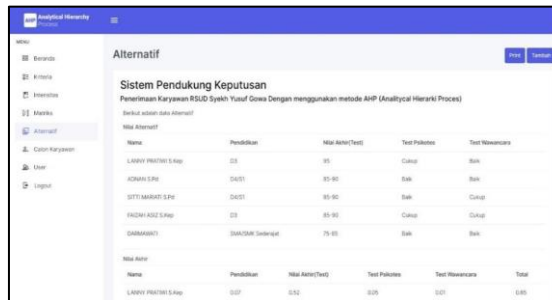 AHP Analytical Hierarchy
Process
MENU
Beranda
Kriteria
Intensitas
Matriks
Alternatif
Calon Karyawan
User
Logout
Alternatif
Print Tambah
Sistem Pendukung Keputusan
Penerimaan Karyawan RSUD Syekh Yusuf Gowa Dengan menggunakan metode AHP (Analitycal Hierarki Proces)
Berikut adalah data Alternatif
Nilai Alternatif
Nama Pendidikan Nilai Akhir(Test) Test Psikotes Test Wawancara
LANNY PRATIWI S.Kep D3 95 Cukup Baik
ADNAN S.Pd D4/S1 85-90 Baik Baik
SITTI MARIATI S.Pd D4/S1 85-90 Baik Cukup
FAIZAH ASIZ S.Kep D3 85-90 Cukup Cukup
DARMAWATI SMA/SMK Sederajat 75-85 Baik Baik
Nilai Akhir
Nama Pendidikan Nilai Akhir(Test) Test Psikotes Test Wawancara Total
LANNY PRATIWI S.Kep 0.07 0.52 0.05 0.01 0.65